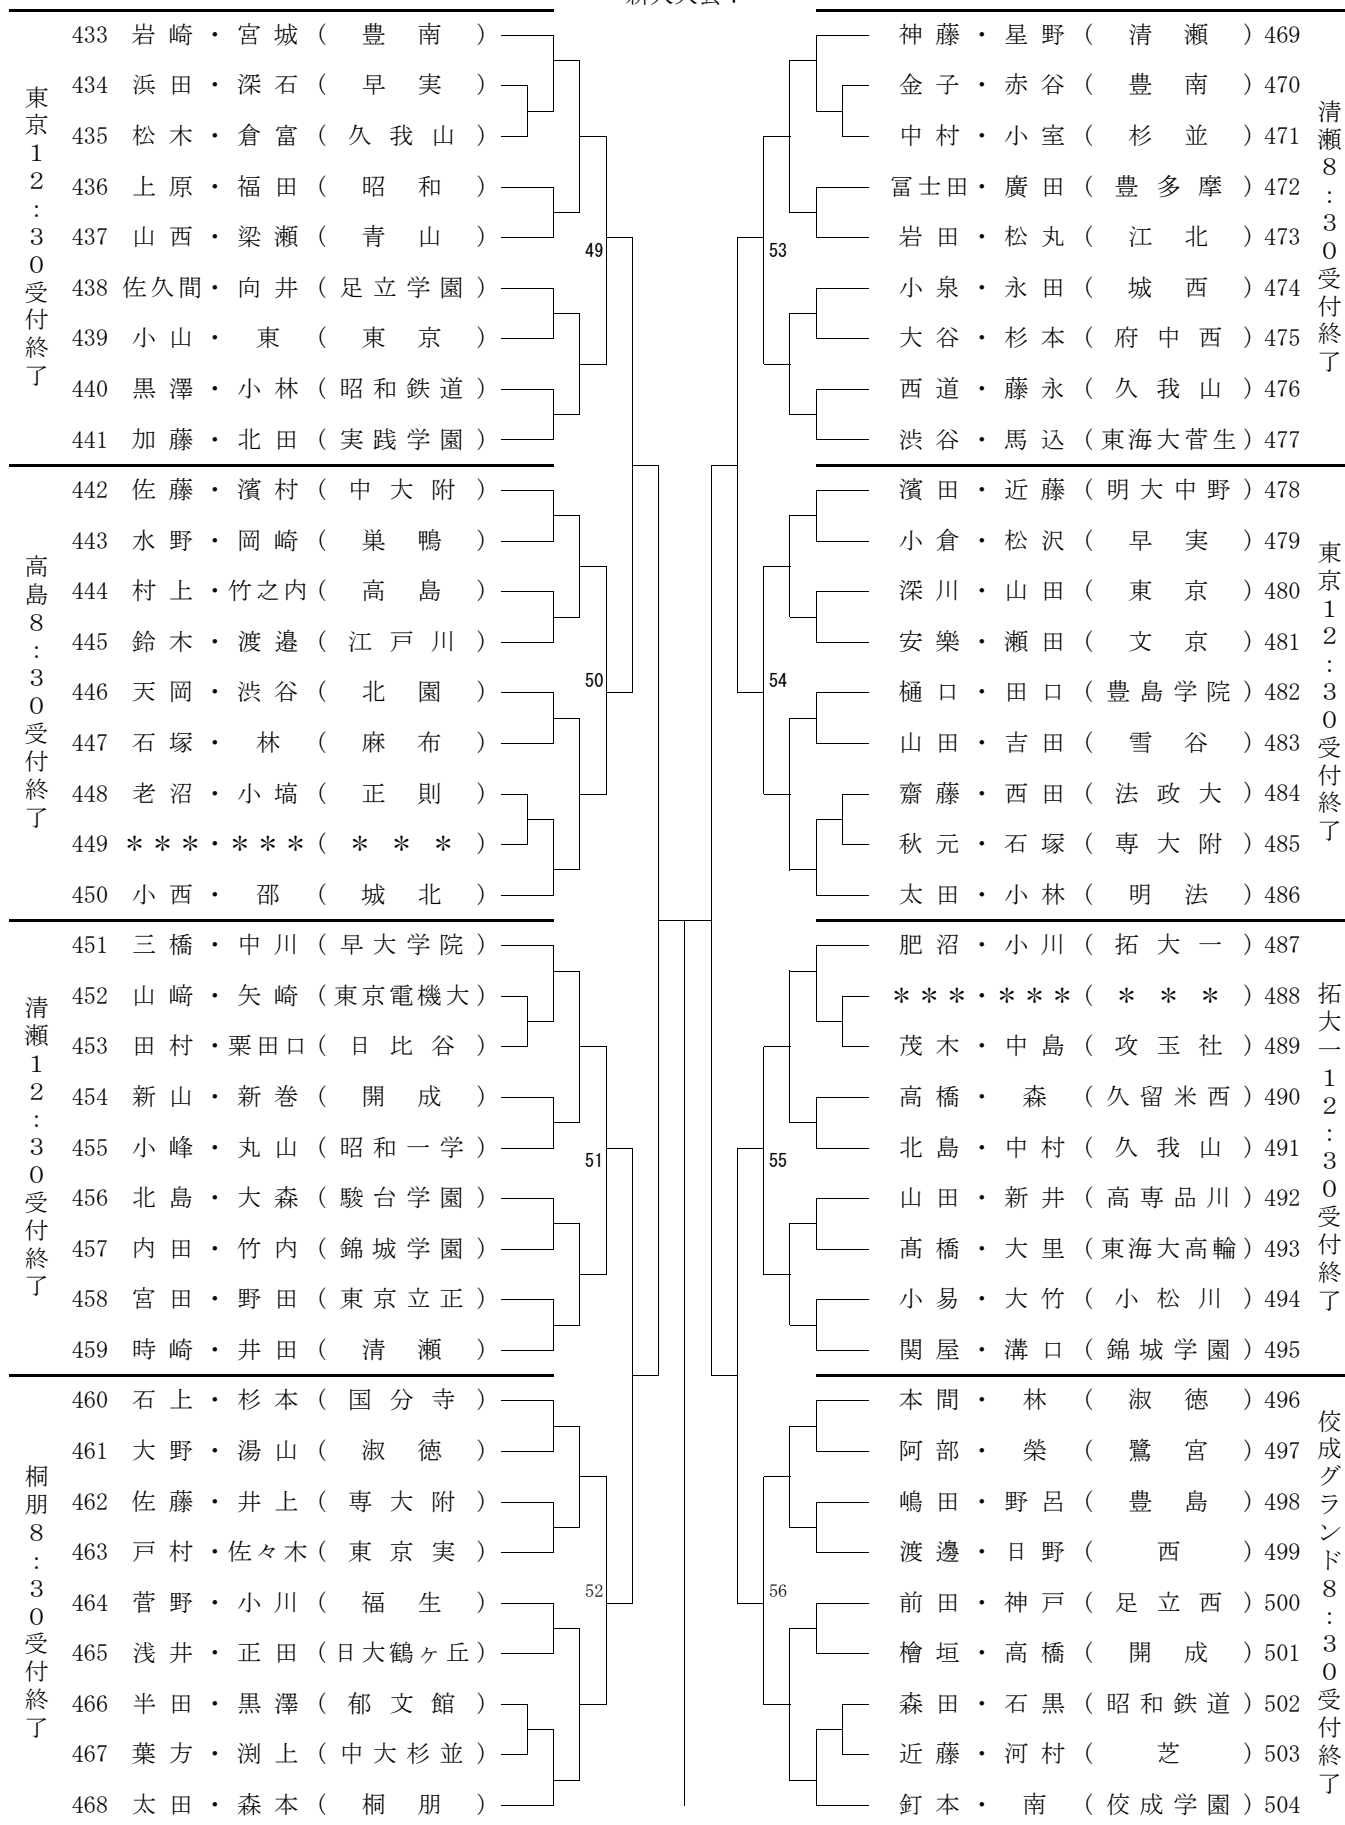 東京12:30受付終了
433 岩崎・宮城(豊南)
434 浜田・深石(早実)
435 松木・倉富(久我山)
436 上原・福田(昭和)
437 山西・梁瀬(青山)
438 佐久間・向井(足立学園)
439 小山・東(東京)
440 黒澤・小林(昭和鉄道)
441 加藤・北田(実践学園)
49
高島8:30受付終了
442 佐藤・濱村(中大附)
443 水野・岡崎(巣鴨)
444 村上・竹之内(高島)
445 鈴木・渡邉(江戸川)
446 天岡・渋谷(北園)
447 石塚・林(麻布)
448 老沼・小塙(正則)
449 ***・***(***)
450 小西・邵(城北)
50
清瀬12:30受付終了
451 三橋・中川(早大学院)
452 山﨑・矢崎(東京電機大)
453 田村・粟田口(日比谷)
454 新山・新巻(開成)
455 小峰・丸山(昭和一学)
456 北島・大森(駿台学園)
457 内田・竹内(錦城学園)
458 宮田・野田(東京立正)
459 時崎・井田(清瀬)
51
桐朋8:30受付終了
460 石上・杉本(国分寺)
461 大野・湯山(淑徳)
462 佐藤・井上(専大附)
463 戸村・佐々木(東京実)
464 菅野・小川(福生)
465 浅井・正田(日大鶴ヶ丘)
466 半田・黒澤(郁文館)
467 葉方・渕上(中大杉並)
468 太田・森本(桐朋)
52
神藤・星野(清瀬)469
金子・赤谷(豊南)470
中村・小室(杉並)471
冨士田・廣田(豊多摩)472
岩田・松丸(江北)473
小泉・永田(城西)474
大谷・杉本(府中西)475
西道・藤永(久我山)476
渋谷・馬込(東海大菅生)477
53
清瀬8:30受付終了
濱田・近藤(明大中野)478
小倉・松沢(早実)479
深川・山田(東京)480
安樂・瀬田(文京)481
樋口・田口(豊島学院)482
山田・吉田(雪谷)483
齋藤・西田(法政大)484
秋元・石塚(専大附)485
太田・小林(明法)486
54
東京12:30受付終了
肥沼・小川(拓大一)487
***・***(***)488
茂木・中島(攻玉社)489
高橋・森(久留米西)490
北島・中村(久我山)491
山田・新井(高専品川)492
髙橋・大里(東海大高輪)493
小易・大竹(小松川)494
関屋・溝口(錦城学園)495
55
拓大一12:30受付終了
本間・林(淑徳)496
阿部・榮(鷺宮)497
嶋田・野呂(豊島)498
渡邊・日野(西)499
前田・神戸(足立西)500
檜垣・高橋(開成)501
森田・石黒(昭和鉄道)502
近藤・河村(芝)503
釘本・南(佼成学園)504
56
佼成グランド8:30受付終了